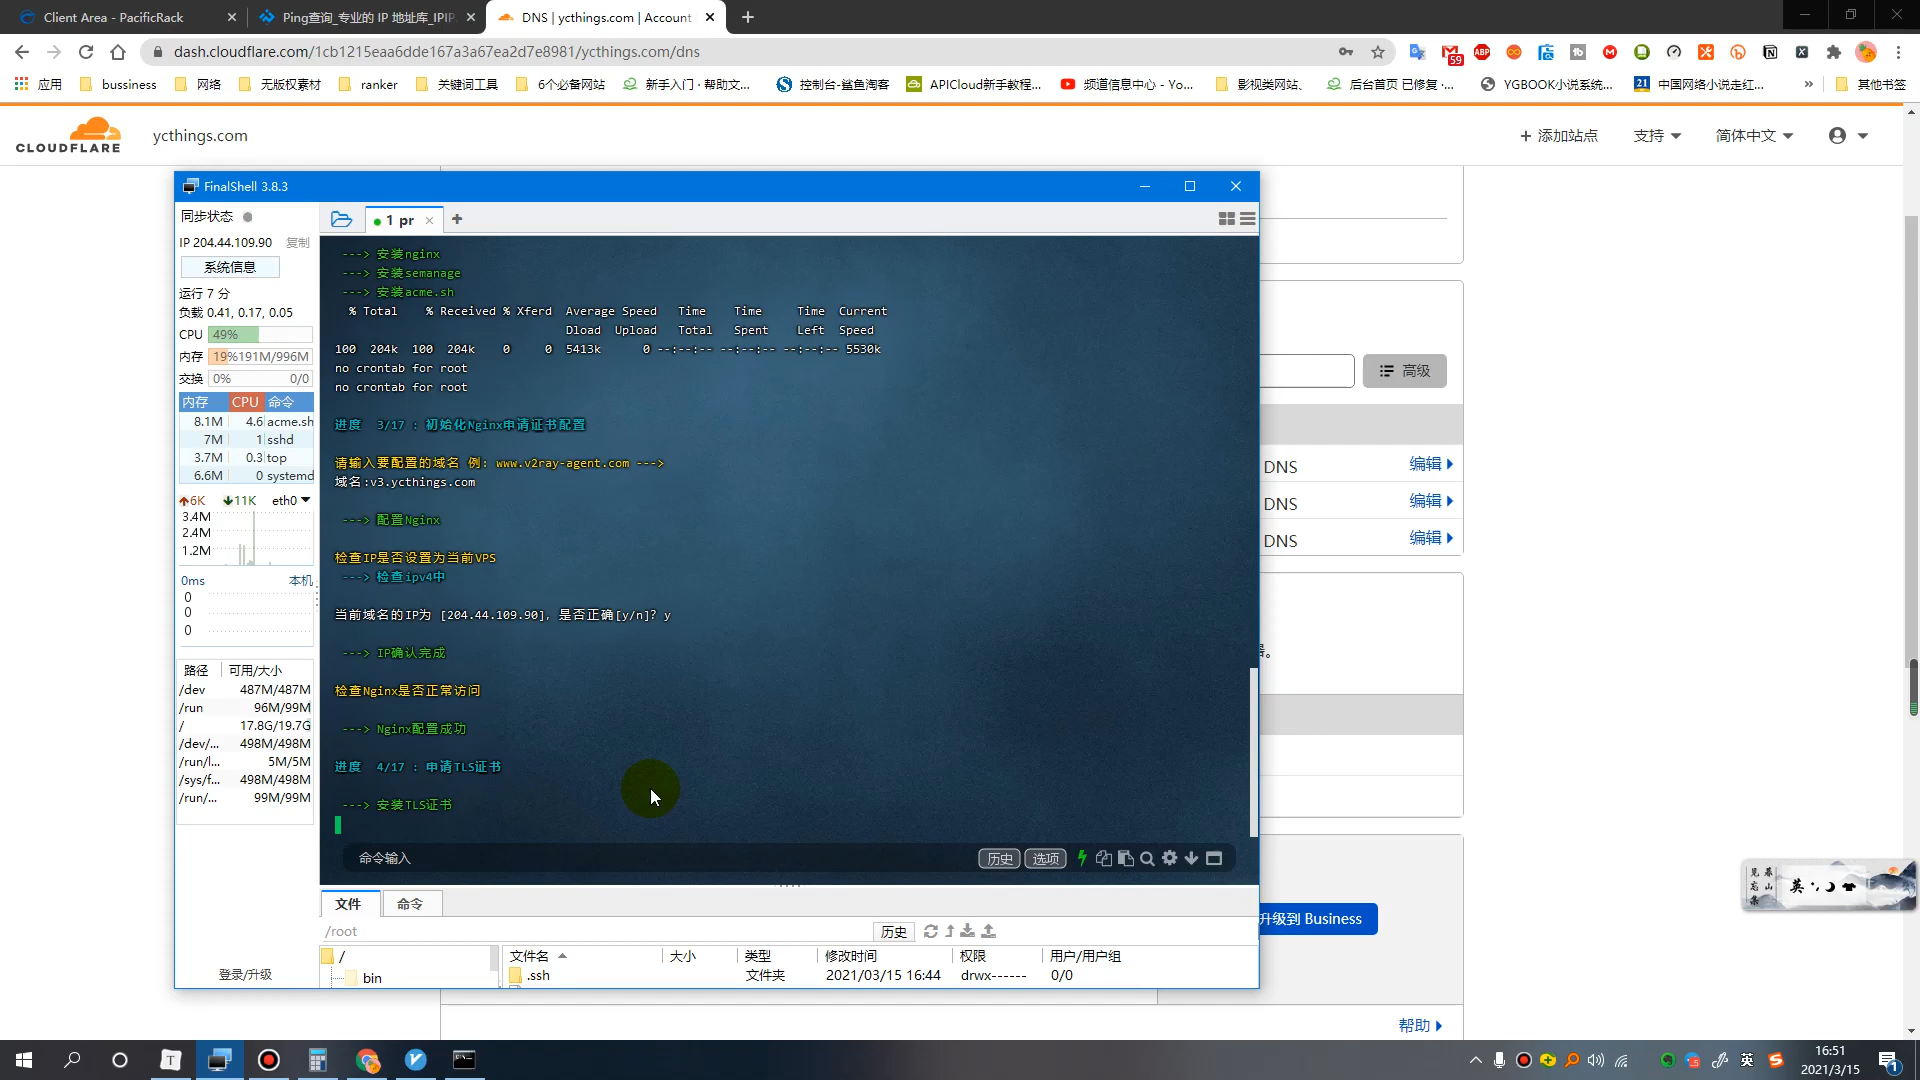 Client Area - PacificRack
Ping查询_专业的 IP 地址库_IPIP.
DNS | ycthings.com | Account
dash.cloudflare.com/1cb1215eaa6dde167a3a67ea2d7e8981/ycthings.com/dns
59
ABP
应用
bussiness
网络
无版权素材
ranker
关键词工具
6个必备网站
新手入门 · 帮助文...
控制台-鲨鱼淘客
APICloud新手教程...
频道信息中心 - Yo...
影视类网站、
后台首页 已修复 ·...
YGBOOK小说系统...
21
中国网络小说走红...
其他书签
CLOUDFLARE
ycthings.com
+ 添加站点
支持
简体中文
FinalShell 3.8.3
同步状态
IP 204.44.109.90
复制
系统信息
运行 7 分
负载 0.41, 0.17, 0.05
CPU 49%
内存 19%191M/996M
交换 0% 0/0
内存 CPU 命令
8.1M 4.6 acme.sh
7M 1 sshd
3.7M 0.3 top
6.6M 0 systemd
6K 11K eth0
3.4M
2.4M
1.2M
0ms 本机
0
0
0
路径 可用/大小
/dev 487M/487M
/run 96M/99M
/ 17.8G/19.7G
/dev/... 498M/498M
/run/l... 5M/5M
/sys/f... 498M/498M
/run/... 99M/99M
登录/升级
1 pr
---> 安装nginx
---> 安装semanage
---> 安装acme.sh
% Total % Received % Xferd Average Speed Time Time Time Current
Dload Upload Total Spent Left Speed
100 204k 100 204k 0 0 5413k 0 --:--:-- --:--:-- --:--:-- 5530k
no crontab for root
no crontab for root
进度 3/17 : 初始化Nginx申请证书配置
请输入要配置的域名 例: www.v2ray-agent.com --->
域名:v3.ycthings.com
---> 配置Nginx
检查IP是否设置为当前VPS
---> 检查ipv4中
当前域名的IP为 [204.44.109.90], 是否正确[y/n]? y
---> IP确认完成
检查Nginx是否正常访问
---> Nginx配置成功
进度 4/17 : 申请TLS证书
---> 安装TLS证书
命令输入
历史
选项
文件
命令
/root
历史
/
bin
文件名 大小 类型 修改时间 权限 用户/用户组
.ssh 文件夹 2021/03/15 16:44 drwx------ 0/0
高级
DNS 编辑
DNS 编辑
DNS 编辑
升级到 Business
帮助
英
16:51
2021/3/15
英
1